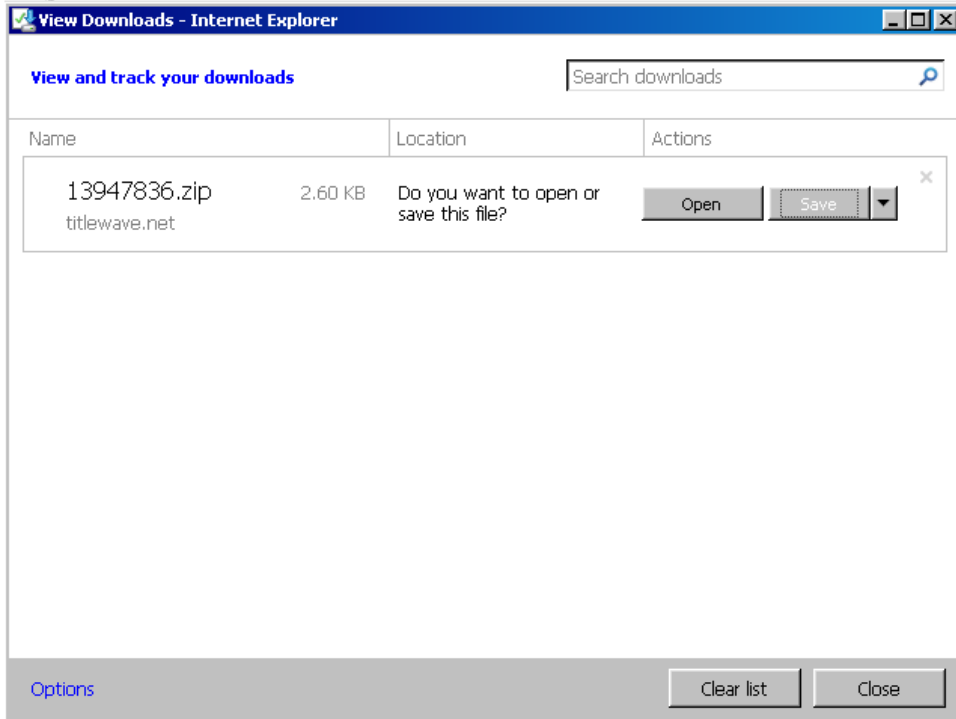 View Downloads - Internet Explorer
View and track your downloads
Search downloads
Name Location Actions
13947836.zip 2.60 KB Do you want to open or
save this file? Open Save
titlewave.net
Options Clear list Close